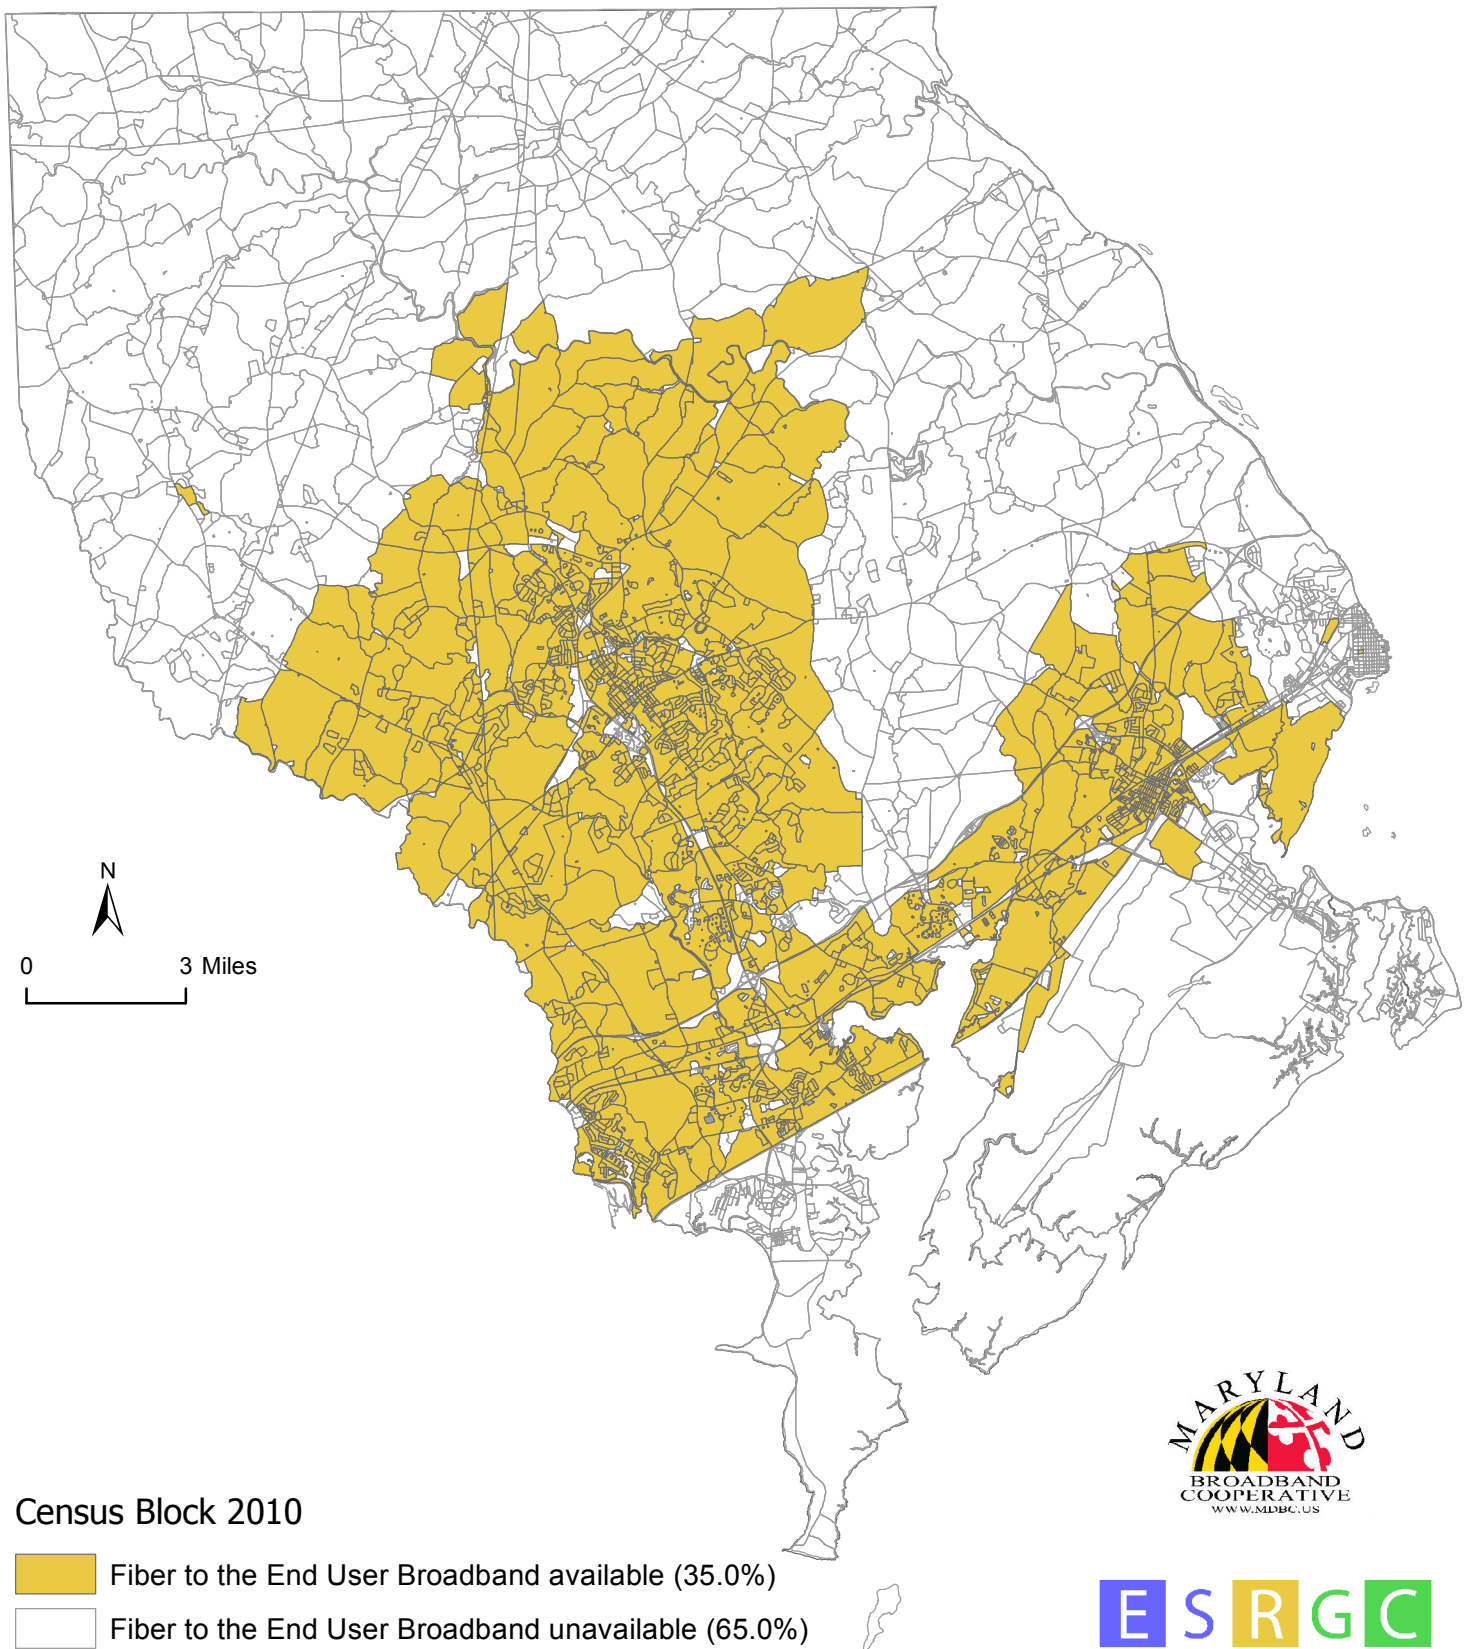 N
0 3 Miles
MARYLAND
BROADBAND
COOPERATIVE
WWW.MDBC.US
Census Block 2010
Fiber to the End User Broadband available (35.0%)
Fiber to the End User Broadband unavailable (65.0%)
ESRGC